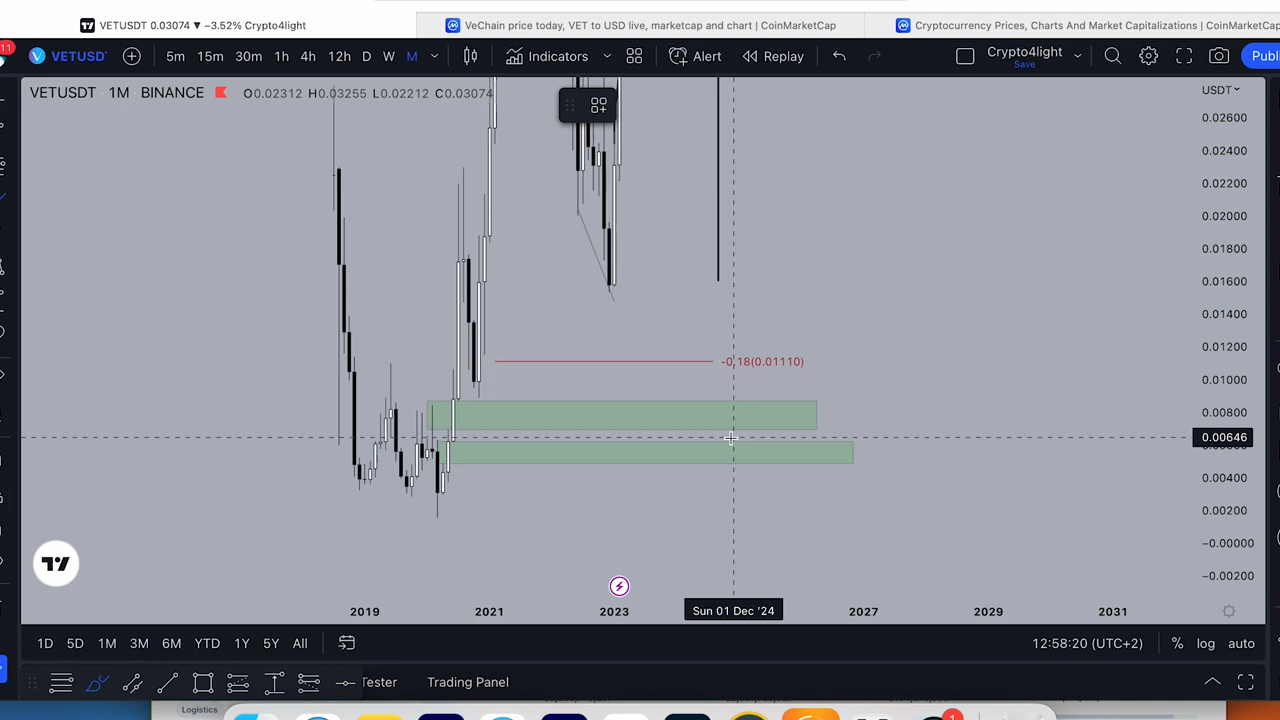 VETUSDT 0.03074 ▼ −3.52% Crypto4light
VeChain price today, VET to USD live, marketcap and chart | CoinMarketCap
Cryptocurrency Prices, Charts And Market Capitalizations | CoinMarketCap
11
VETUSD
5m 15m 30m 1h 4h 12h D W M
Indicators
Alert
Replay
Crypto4light
Save
Publ
VETUSDT · 1M · BINANCE
O0.02312 H0.03255 L0.02212 C0.03074
USDT
0.02600
0.02400
0.02200
0.02000
0.01800
0.01600
0.01400
0.01200
-0.18(0.01110)
0.01000
0.00800
0.00646
0.00400
0.00200
−0.00000
−0.00200
2019 2021 2023 Sun 01 Dec '24 2027 2029 2031
1D 5D 1M 3M 6M YTD 1Y 5Y All
12:58:20 (UTC+2)
% log auto
Tester
Trading Panel
Logistics
1